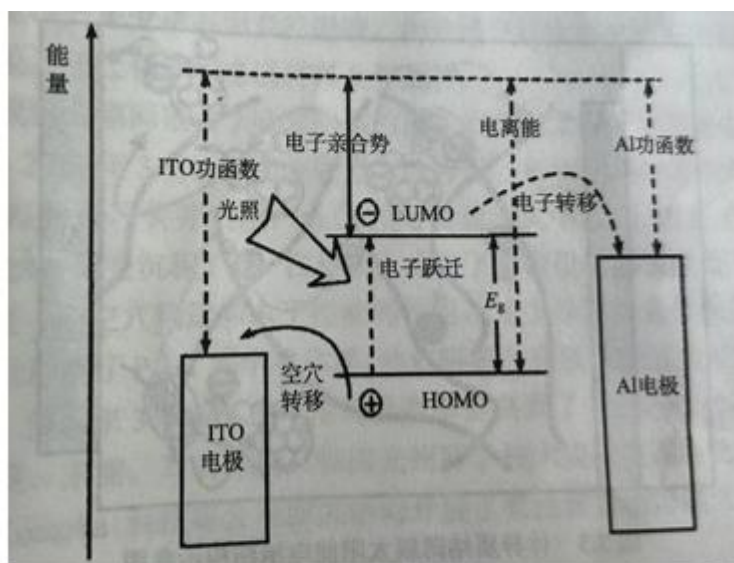 能
量
电子亲合势
电离能
Al功函数
ITO功函数
光照
LUMO
电子转移
电子跃迁
Eg
空穴
转移
HOMO
Al电极
ITO
电极